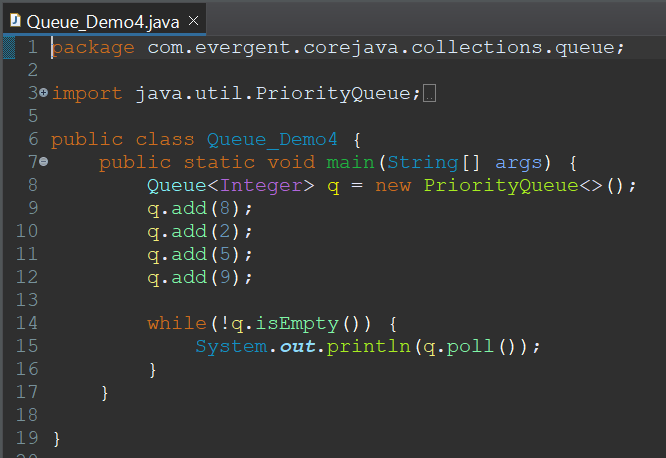 Queue_Demo4.java
1 package com.evergent.corejava.collections.queue;
2
3 import java.util.PriorityQueue;
5
6 public class Queue_Demo4 {
7 public static void main(String[] args) {
8 Queue<Integer> q = new PriorityQueue<>();
9 q.add(8);
10 q.add(2);
11 q.add(5);
12 q.add(9);
13
14 while(!q.isEmpty()) {
15 System.out.println(q.poll());
16 }
17 }
18
19 }